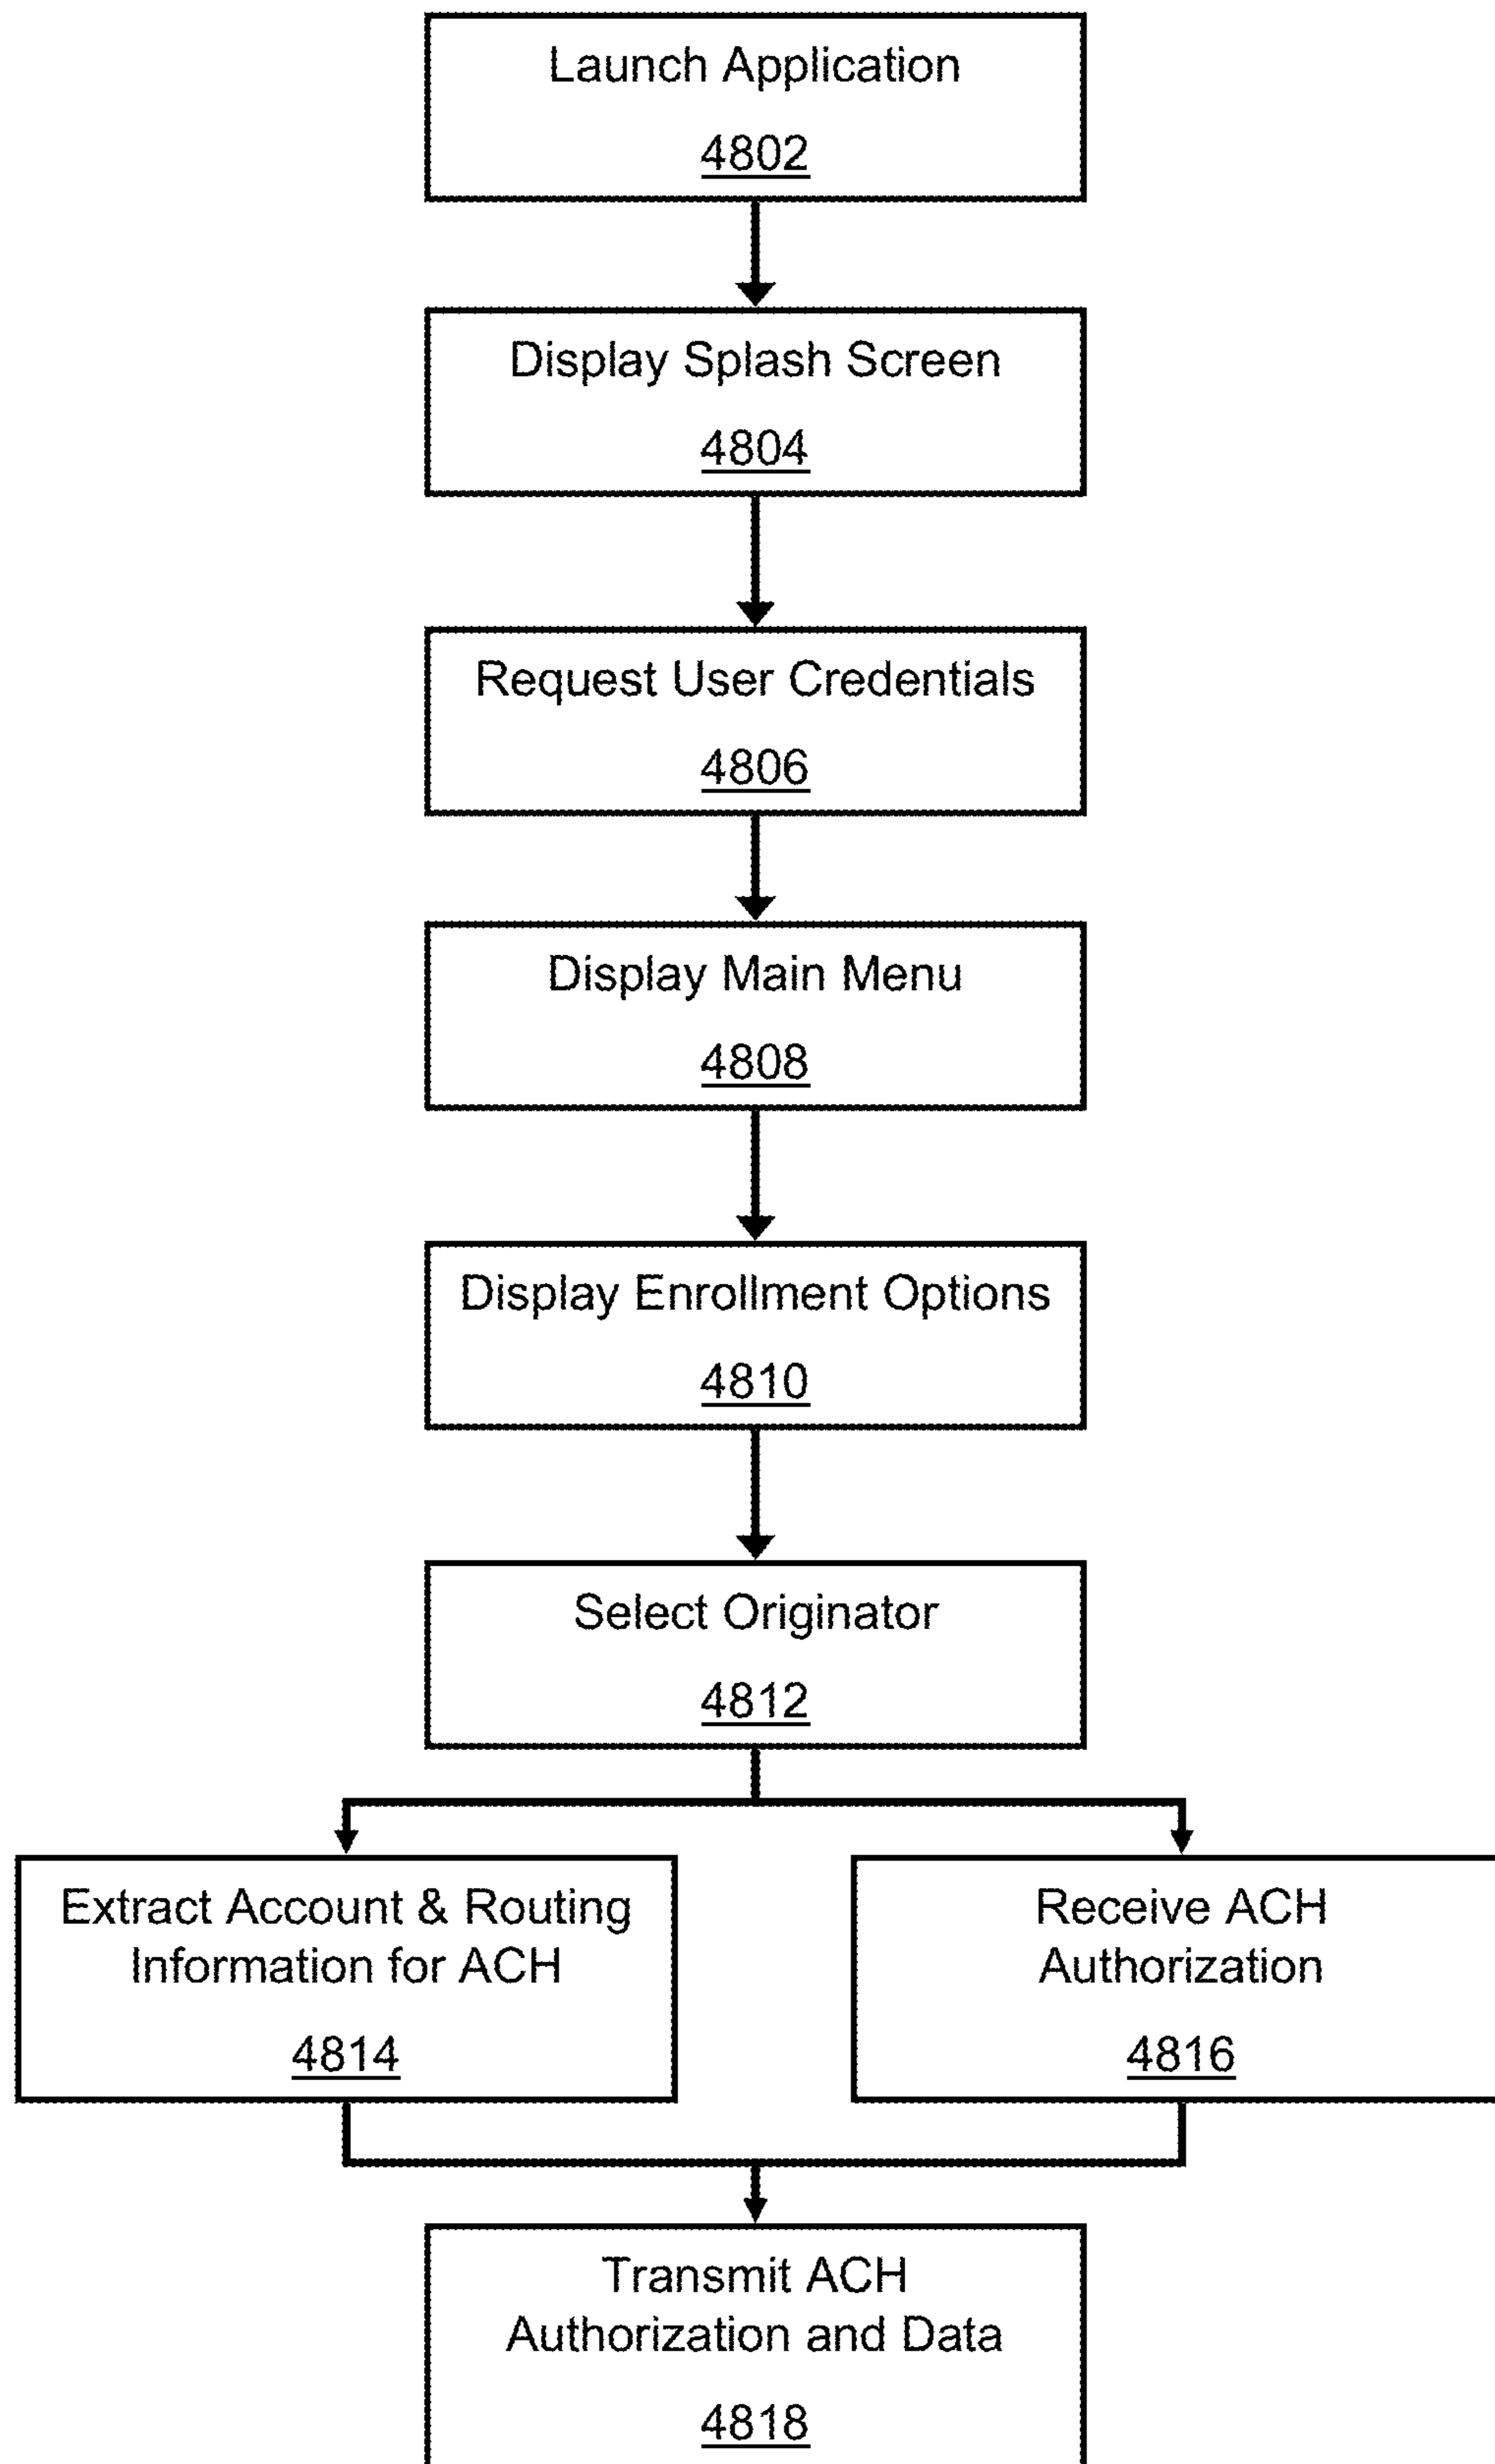 Launch Application
4802
Display Splash Screen
4804
Request User Credentials
4806
Display Main Menu
4808
Display Enrollment Options
4810
Select Originator
4812
Extract Account & Routing
Information for ACH
4814
Receive ACH
Authorization
4816
Transmit ACH
Authorization and Data
4818